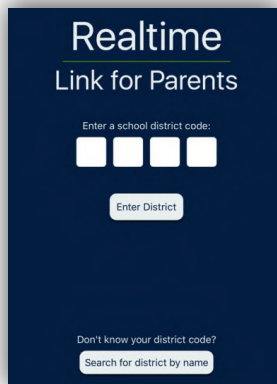 Realtime
Link for Parents
Enter a school district code:
Enter District
Don't know your district code?
Search for district by name